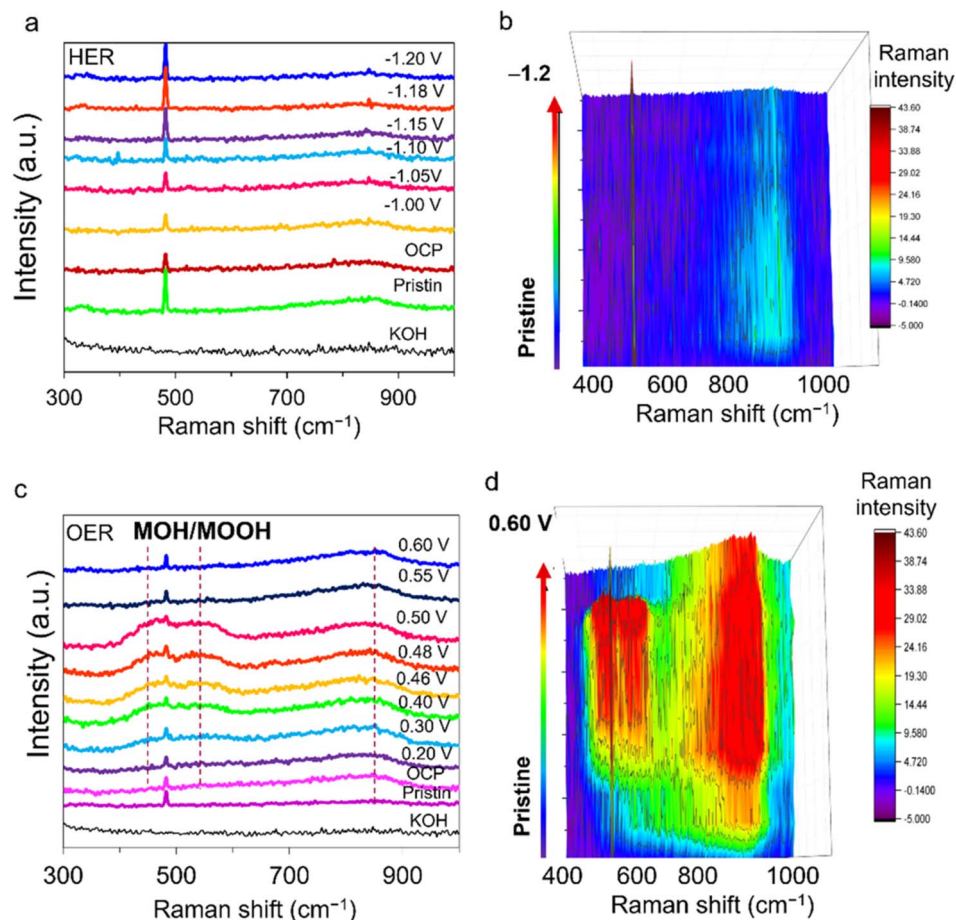 a
HER
-1.20 V
-1.18 V
-1.15 V
-1.10 V
-1.05V
-1.00 V
OCP
Pristin
KOH
Intensity (a.u.)
300 500 700 900
Raman shift (cm⁻¹)
b
−1.2
Pristine
400 600 800 1000
Raman shift (cm⁻¹)
Raman
intensity
43.60
38.74
33.88
29.02
24.16
19.30
14.44
9.580
4.720
-0.1400
-5.000
c
OER MOH/MOOH
0.60 V
0.55 V
0.50 V
0.48 V
0.46 V
0.40 V
0.30 V
0.20 V
OCP
Pristin
KOH
Intensity (a.u.)
300 500 700 900
Raman shift (cm⁻¹)
d
0.60 V
Pristine
400 600 800 1000
Raman shift (cm⁻¹)
Raman
intensity
43.60
38.74
33.88
29.02
24.16
19.30
14.44
9.580
4.720
-0.1400
-5.000